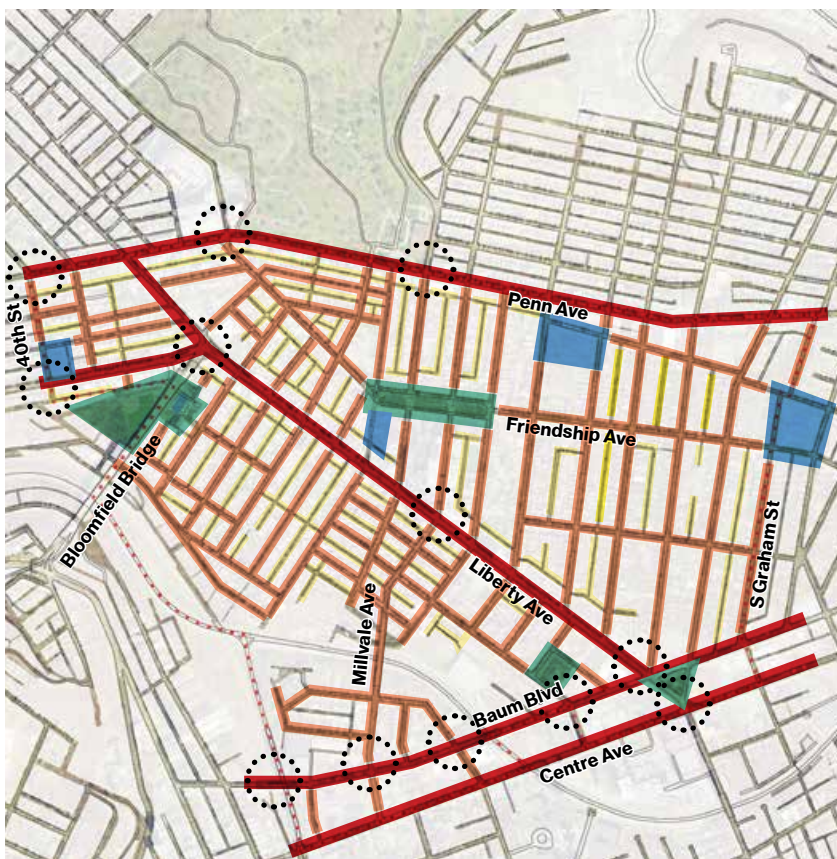 Penn Ave
40th St
Friendship Ave
Bloomfield Bridge
S Graham St
Liberty Ave
Millvale Ave
Baum Blvd
Centre Ave